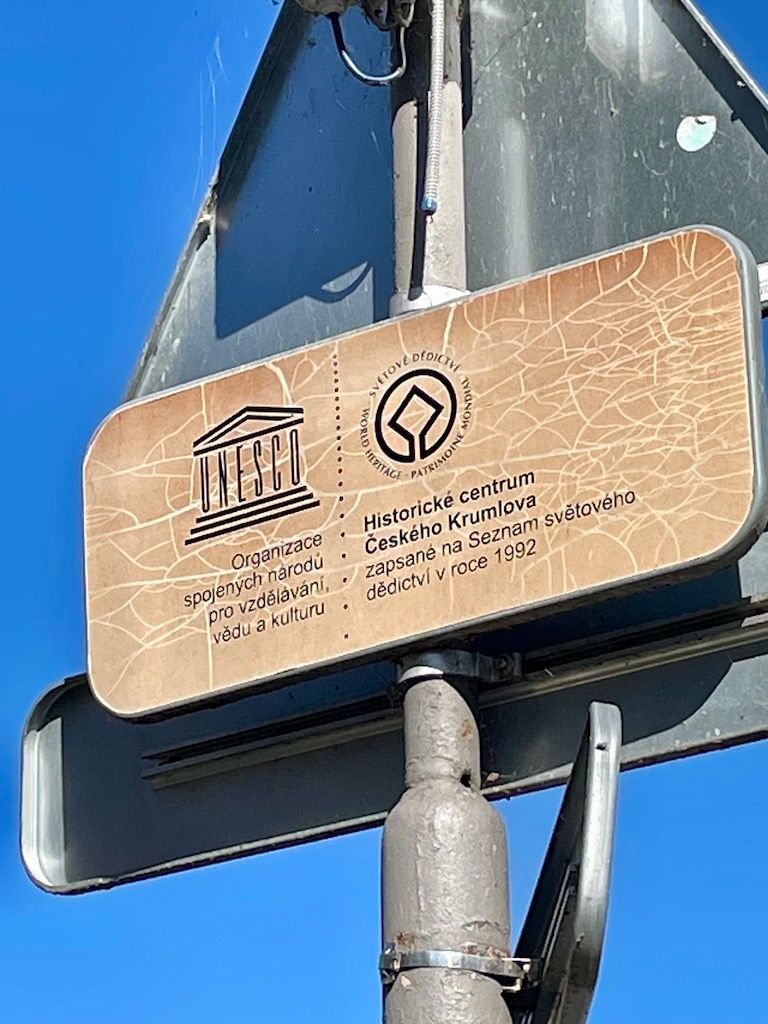 UNESCO
Organizace
spojených národů
pro vzdělávání,
vědu a kulturu
SVĚTOVÉ DĚDICTVÍ · WORLD HERITAGE · PATRIMOINE MONDIAL
Historické centrum
Českého Krumlova
zapsané na Seznam světového
dědictví v roce 1992